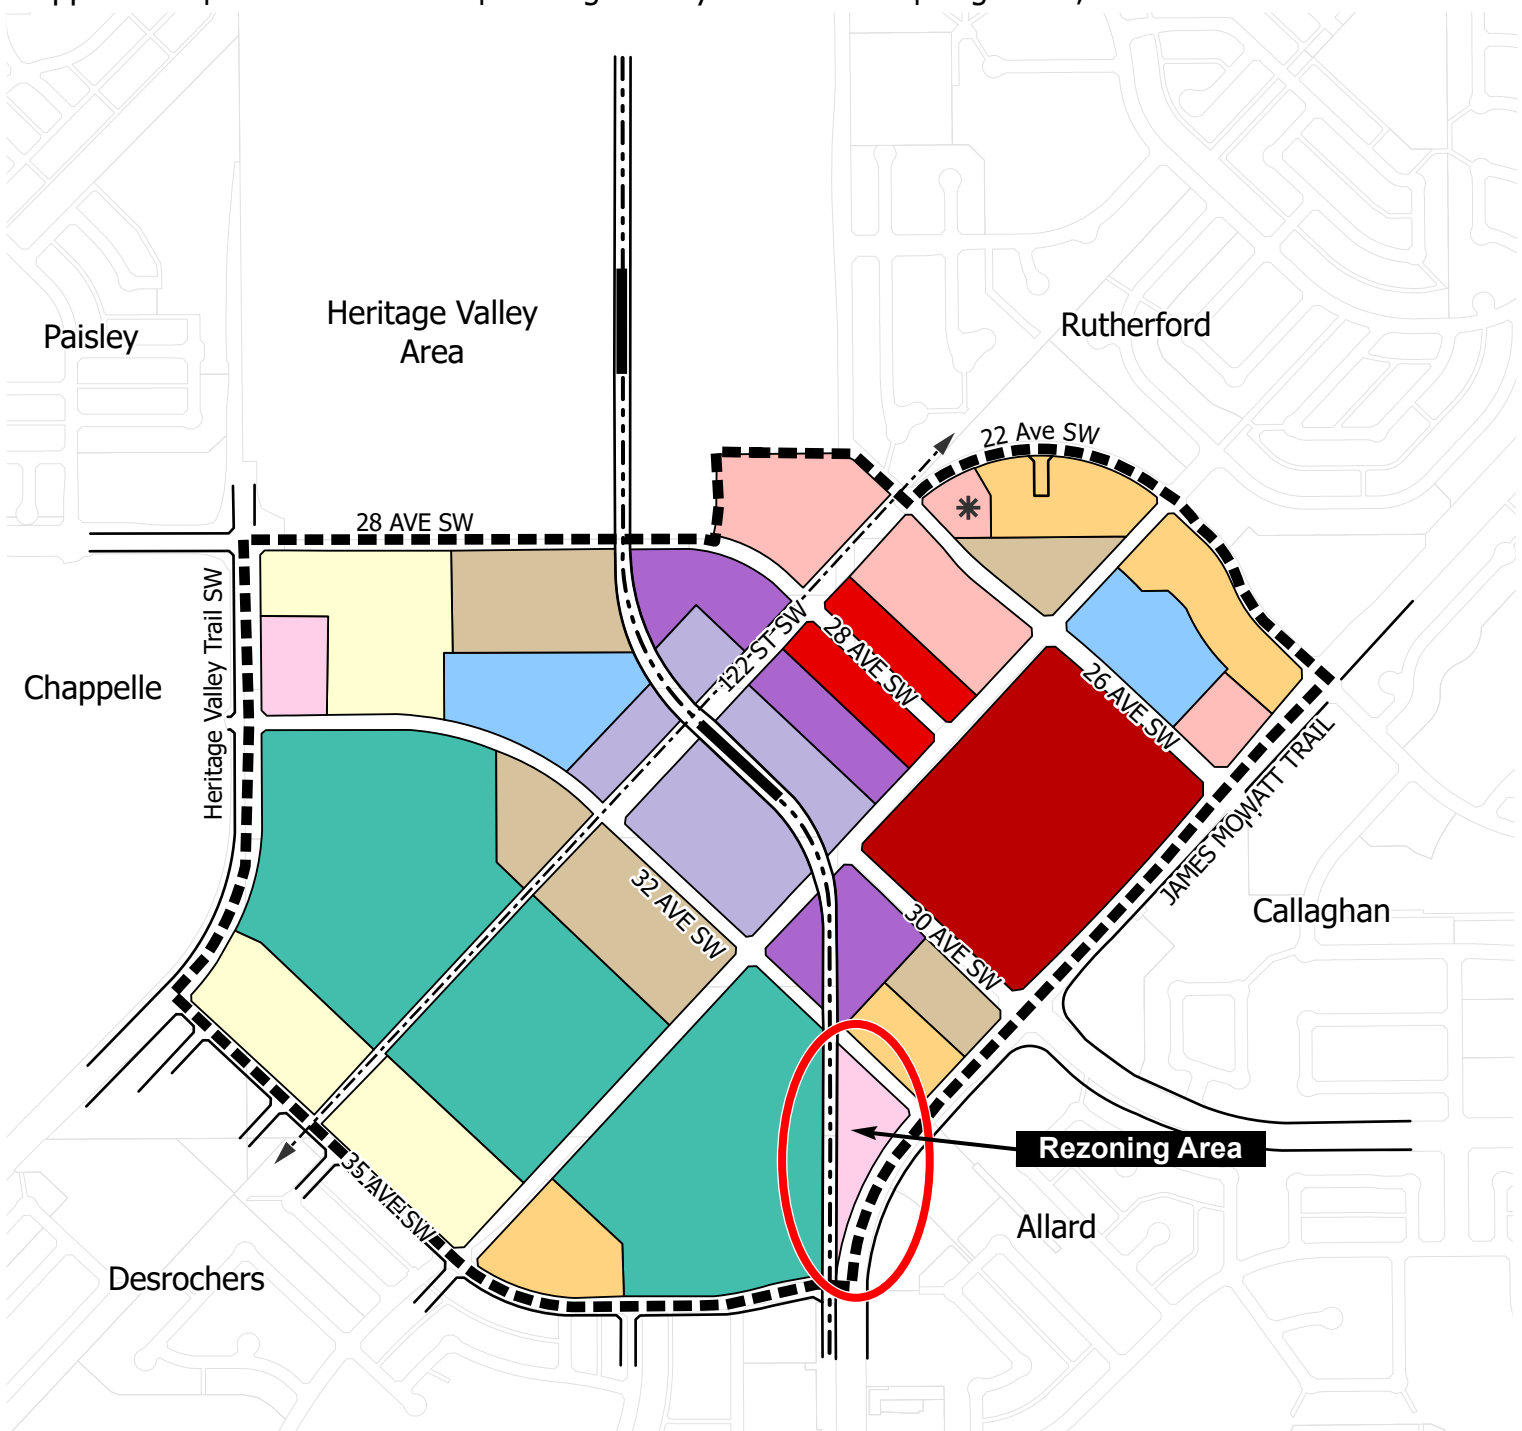 Heritage Valley
Area
Paisley
Rutherford
22 Ave SW
28 AVE SW
Heritage Valley Trail SW
Chappelle
122 ST SW
28 AVE SW
26 AVE SW
JAMES MOWATT TRAIL
32 AVE SW
30 AVE SW
Callaghan
Rezoning Area
35 AVE SW
Allard
Desrochers